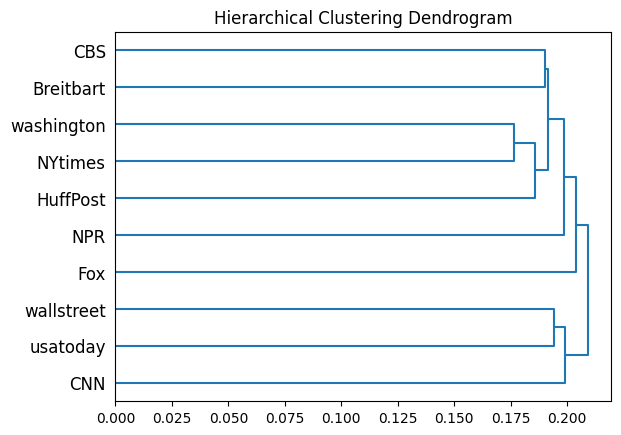 Hierarchical Clustering Dendrogram
CBS
Breitbart
washington
NYtimes
HuffPost
NPR
Fox
wallstreet
usatoday
CNN
0.000 0.025 0.050 0.075 0.100 0.125 0.150 0.175 0.200